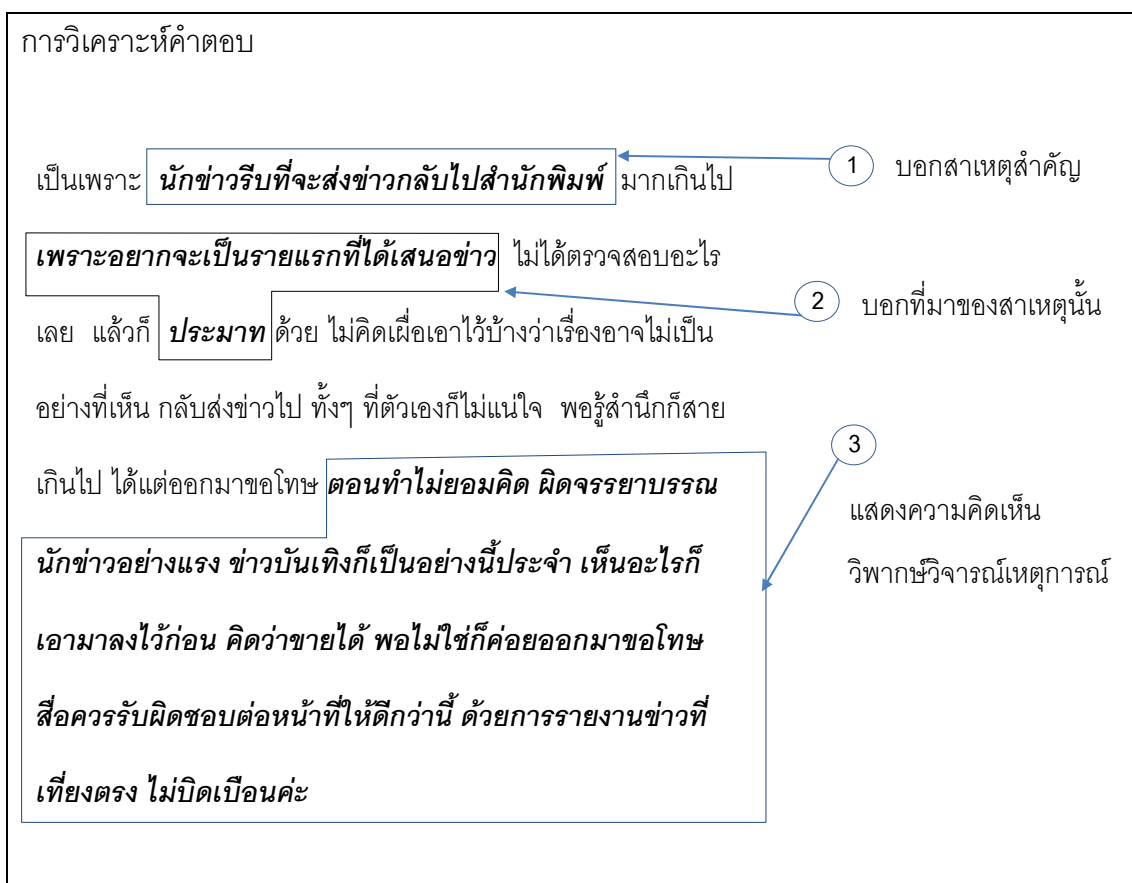 การวิเคราะห์คำตอบ
เป็นเพราะ นักข่าวรีบที่จะส่งข่าวกลับไปสำนักพิมพ์ มากเกินไป
1 บอกสาเหตุสำคัญ
เพราะอยากจะเป็นรายแรกที่ได้เสนอข่าว ไม่ได้ตรวจสอบอะไร
2 บอกที่มาของสาเหตุนั้น
เลย แล้วก็ ประมาท ด้วย ไม่คิดเผื่อเอาไว้บ้างว่าเรื่องอาจไม่เป็น
อย่างที่เห็น กลับส่งข่าวไป ทั้งๆ ที่ตัวเองก็ไม่แน่ใจ พอรู้สำนึกก็สาย
เกินไป ได้แต่ออกมาขอโทษ ตอนทำไม่ยอมคิด ผิดจรรยาบรรณ
นักข่าวอย่างแรง ข่าวบันเทิงก็เป็นอย่างนี้ประจำ เห็นอะไรก็
เอามาลงไว้ก่อน คิดว่าขายได้ พอไม่ใช่ก็ค่อยออกมาขอโทษ
สื่อควรรับผิดชอบต่อหน้าที่ให้ดีกว่านี้ ด้วยการรายงานข่าวที่
เที่ยงตรง ไม่บิดเบือนค่ะ
3
แสดงความคิดเห็น
วิพากษ์วิจารณ์เหตุการณ์